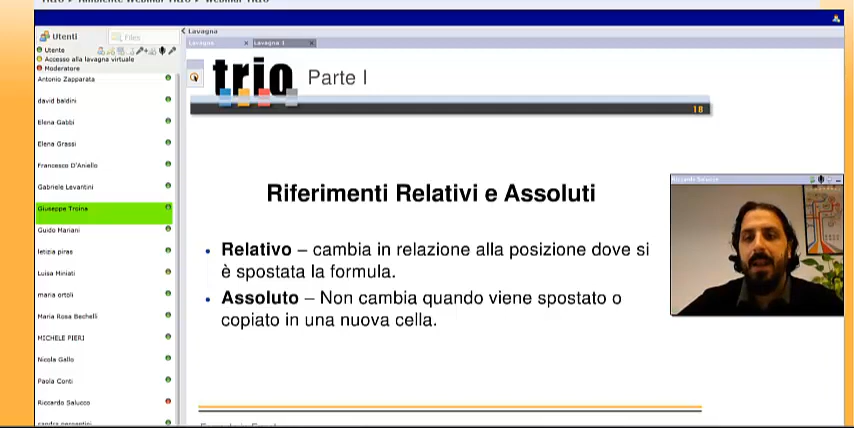 Utenti
Files
Utente
Accesso alla lavagna virtuale
Moderatore
Antonio Zapparata
david baldini
Elena Gabbi
Elena Grassi
Francesco D'Aniello
Gabriele Levantini
Giuseppe Troina
Guido Mariani
letizia piras
Luisa Miniati
maria ortoli
Maria Rosa Bechelli
MICHELE PIERI
Nicola Gallo
Paola Conti
Riccardo Salucco
Lavagna
Lavagna
Lavagna 1
trio
Parte I
18
Riferimenti Relativi e Assoluti
• Relativo – cambia in relazione alla posizione dove si
è spostata la formula.
• Assoluto – Non cambia quando viene spostato o
copiato in una nuova cella.
Riccardo Salucco